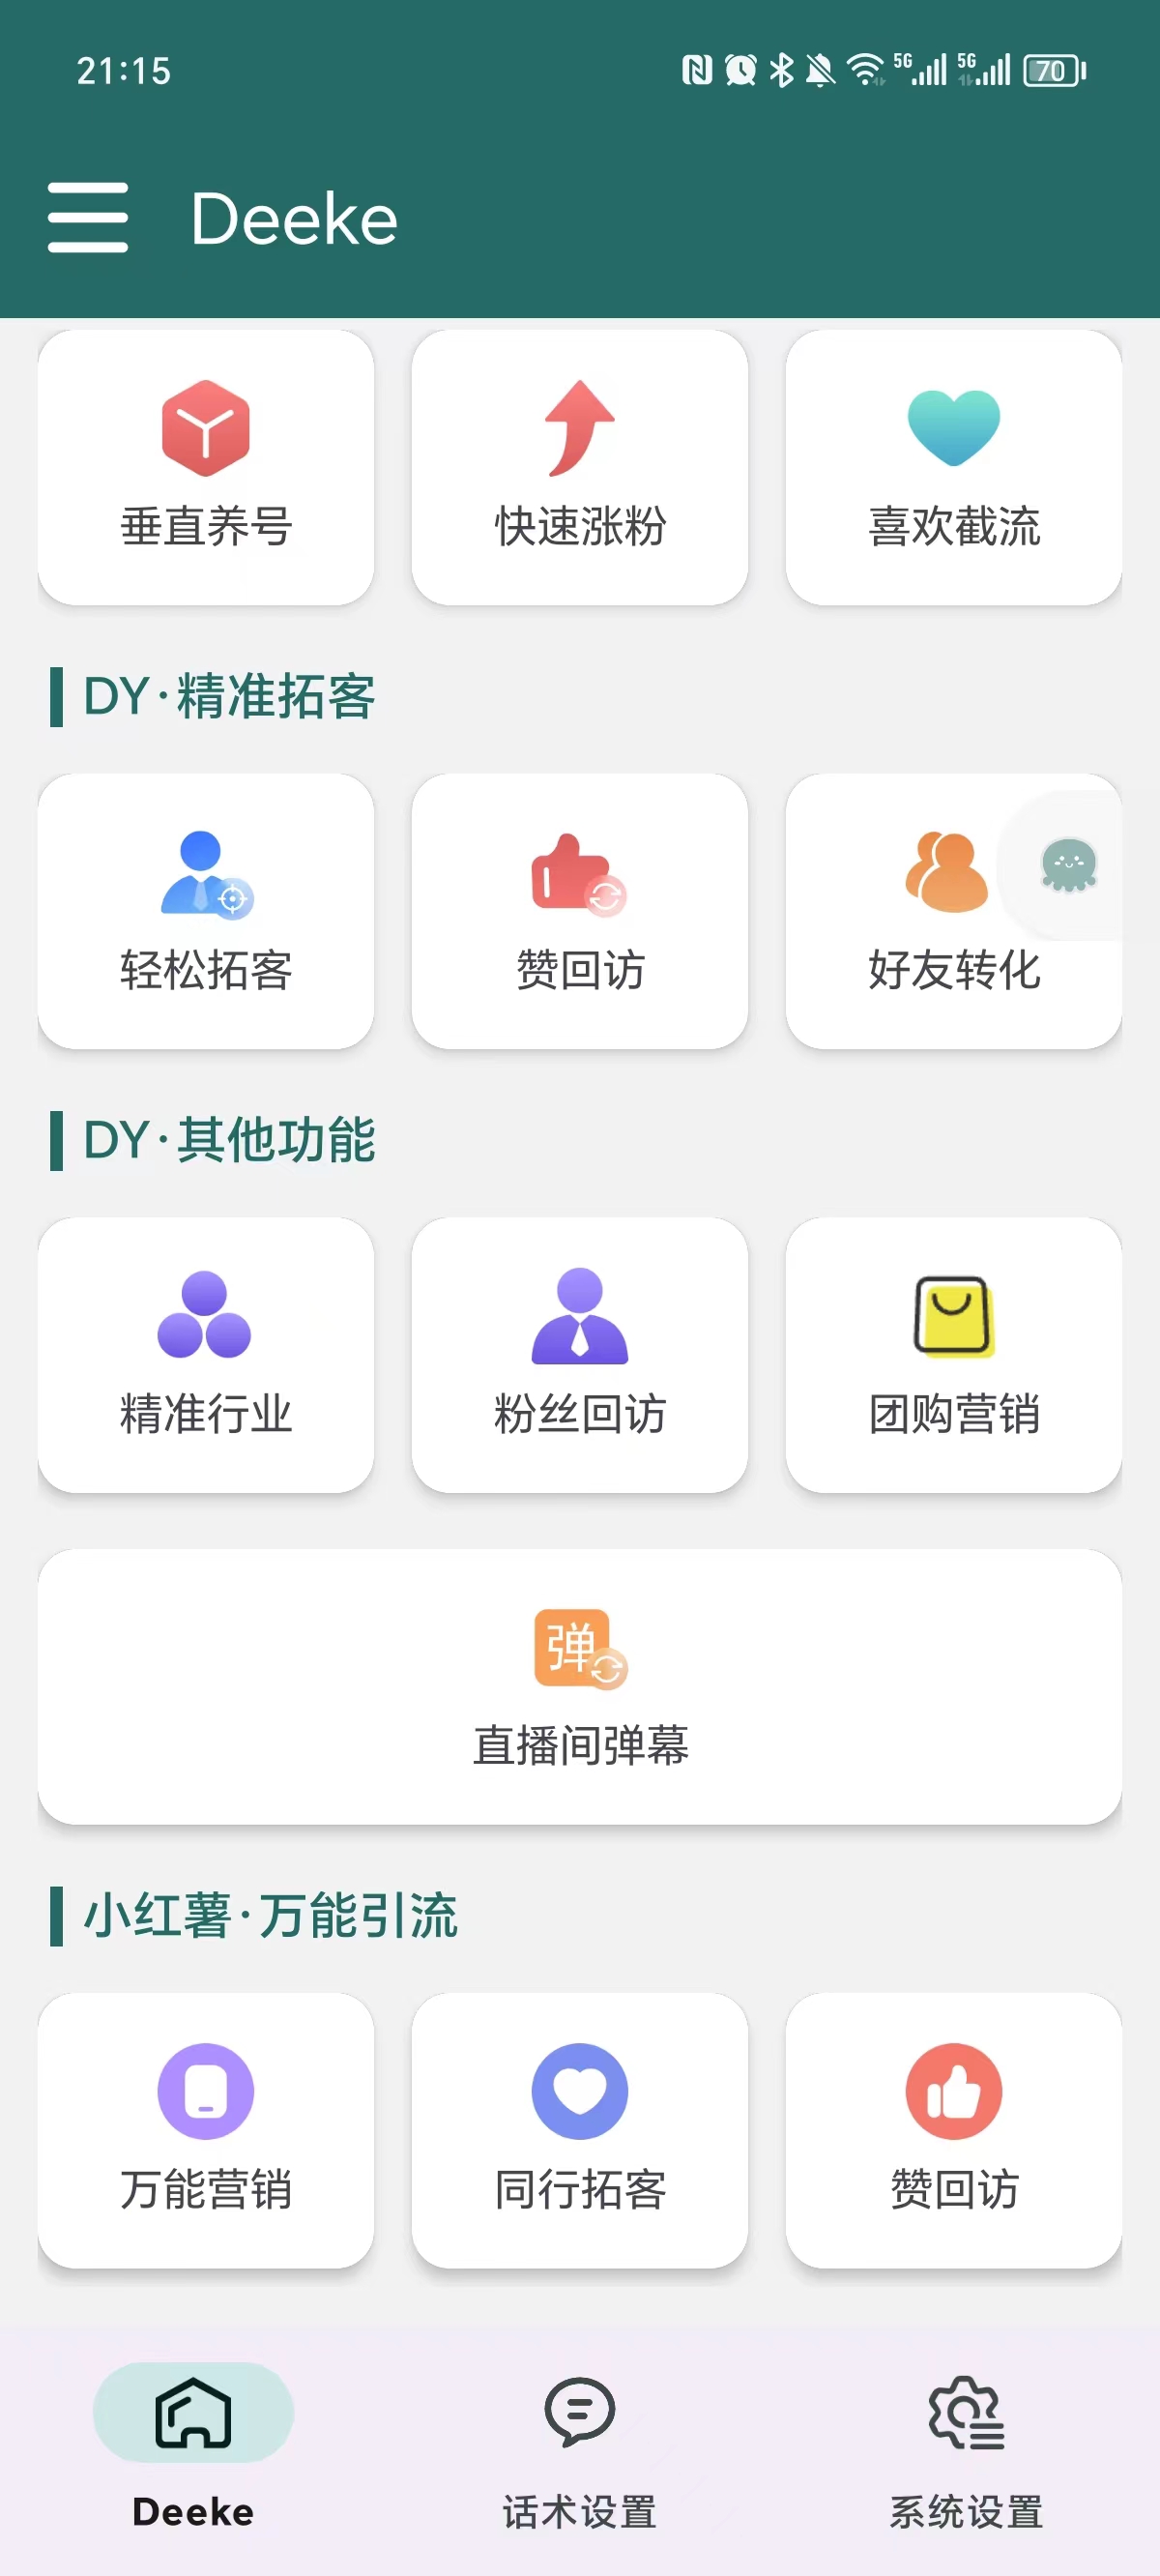 21:15 5G 5G 70
Deeke
垂直养号 快速涨粉 喜欢截流
DY·精准拓客
轻松拓客 赞回访 好友转化
DY·其他功能
精准行业 粉丝回访 团购营销
弹
直播间弹幕
小红薯·万能引流
万能营销 同行拓客 赞回访
Deeke 话术设置 系统设置